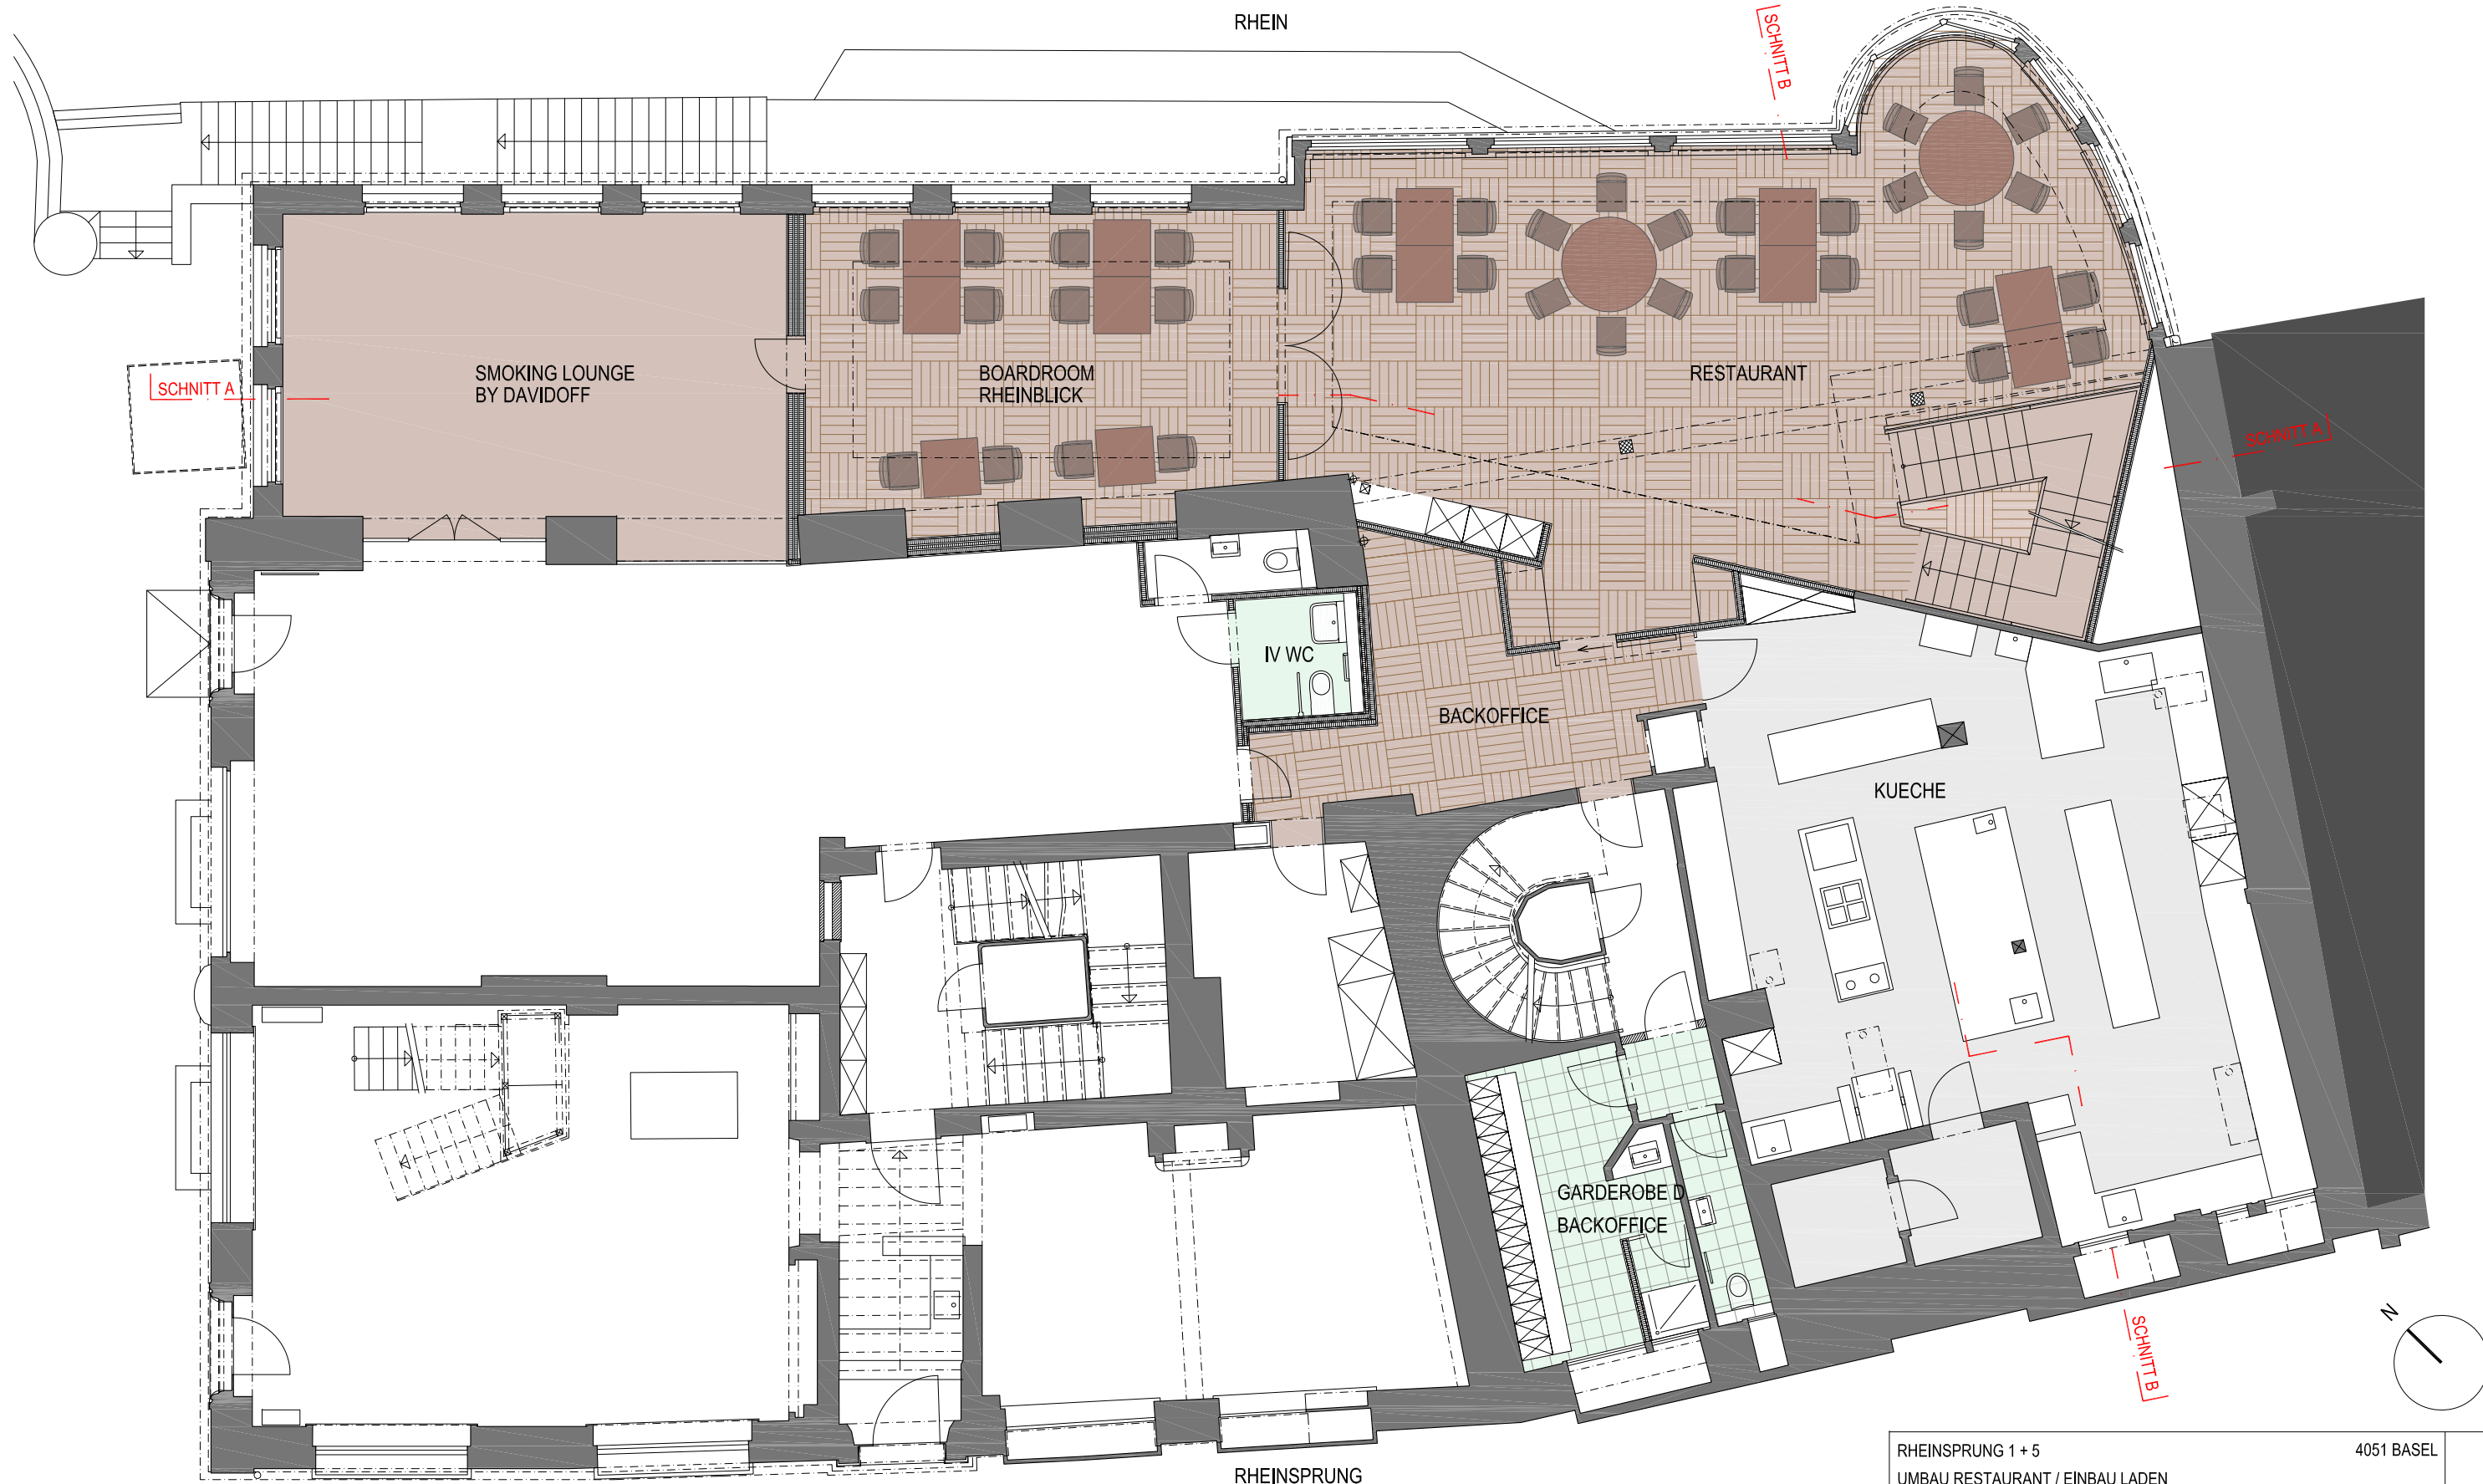 RHEIN
SCHNITT B
SMOKING LOUNGE
BY DAVIDOFF
BOARDROOM
RHEINBLICK
RESTAURANT
SCHNITT A
SCHNITT A
IV WC
BACKOFFICE
KUECHE
GARDEROBE D
BACKOFFICE
N
SCHNITT B
RHEINSPRUNG 1 + 5 4051 BASEL
UMBAU RESTAURANT / EINBAU LADEN
RHEINSPRUNG